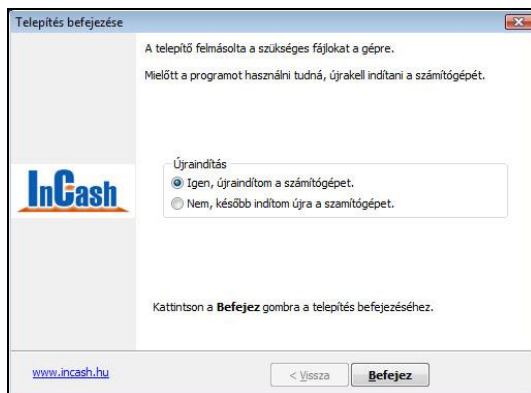 Telepítés befejezése
A telepítő felmásolta a szükséges fájlokat a gépre.
Mielőtt a programot használni tudná, újrakell indítani a számítógépét.
InCash
Újraindítás
Igen, újraindítom a számítógépet.
Nem, később indítom újra a szamítógépet.
Kattintson a Befejez gombra a telepítés befejezéséhez.
www.incash.hu
< Vissza
Befejez